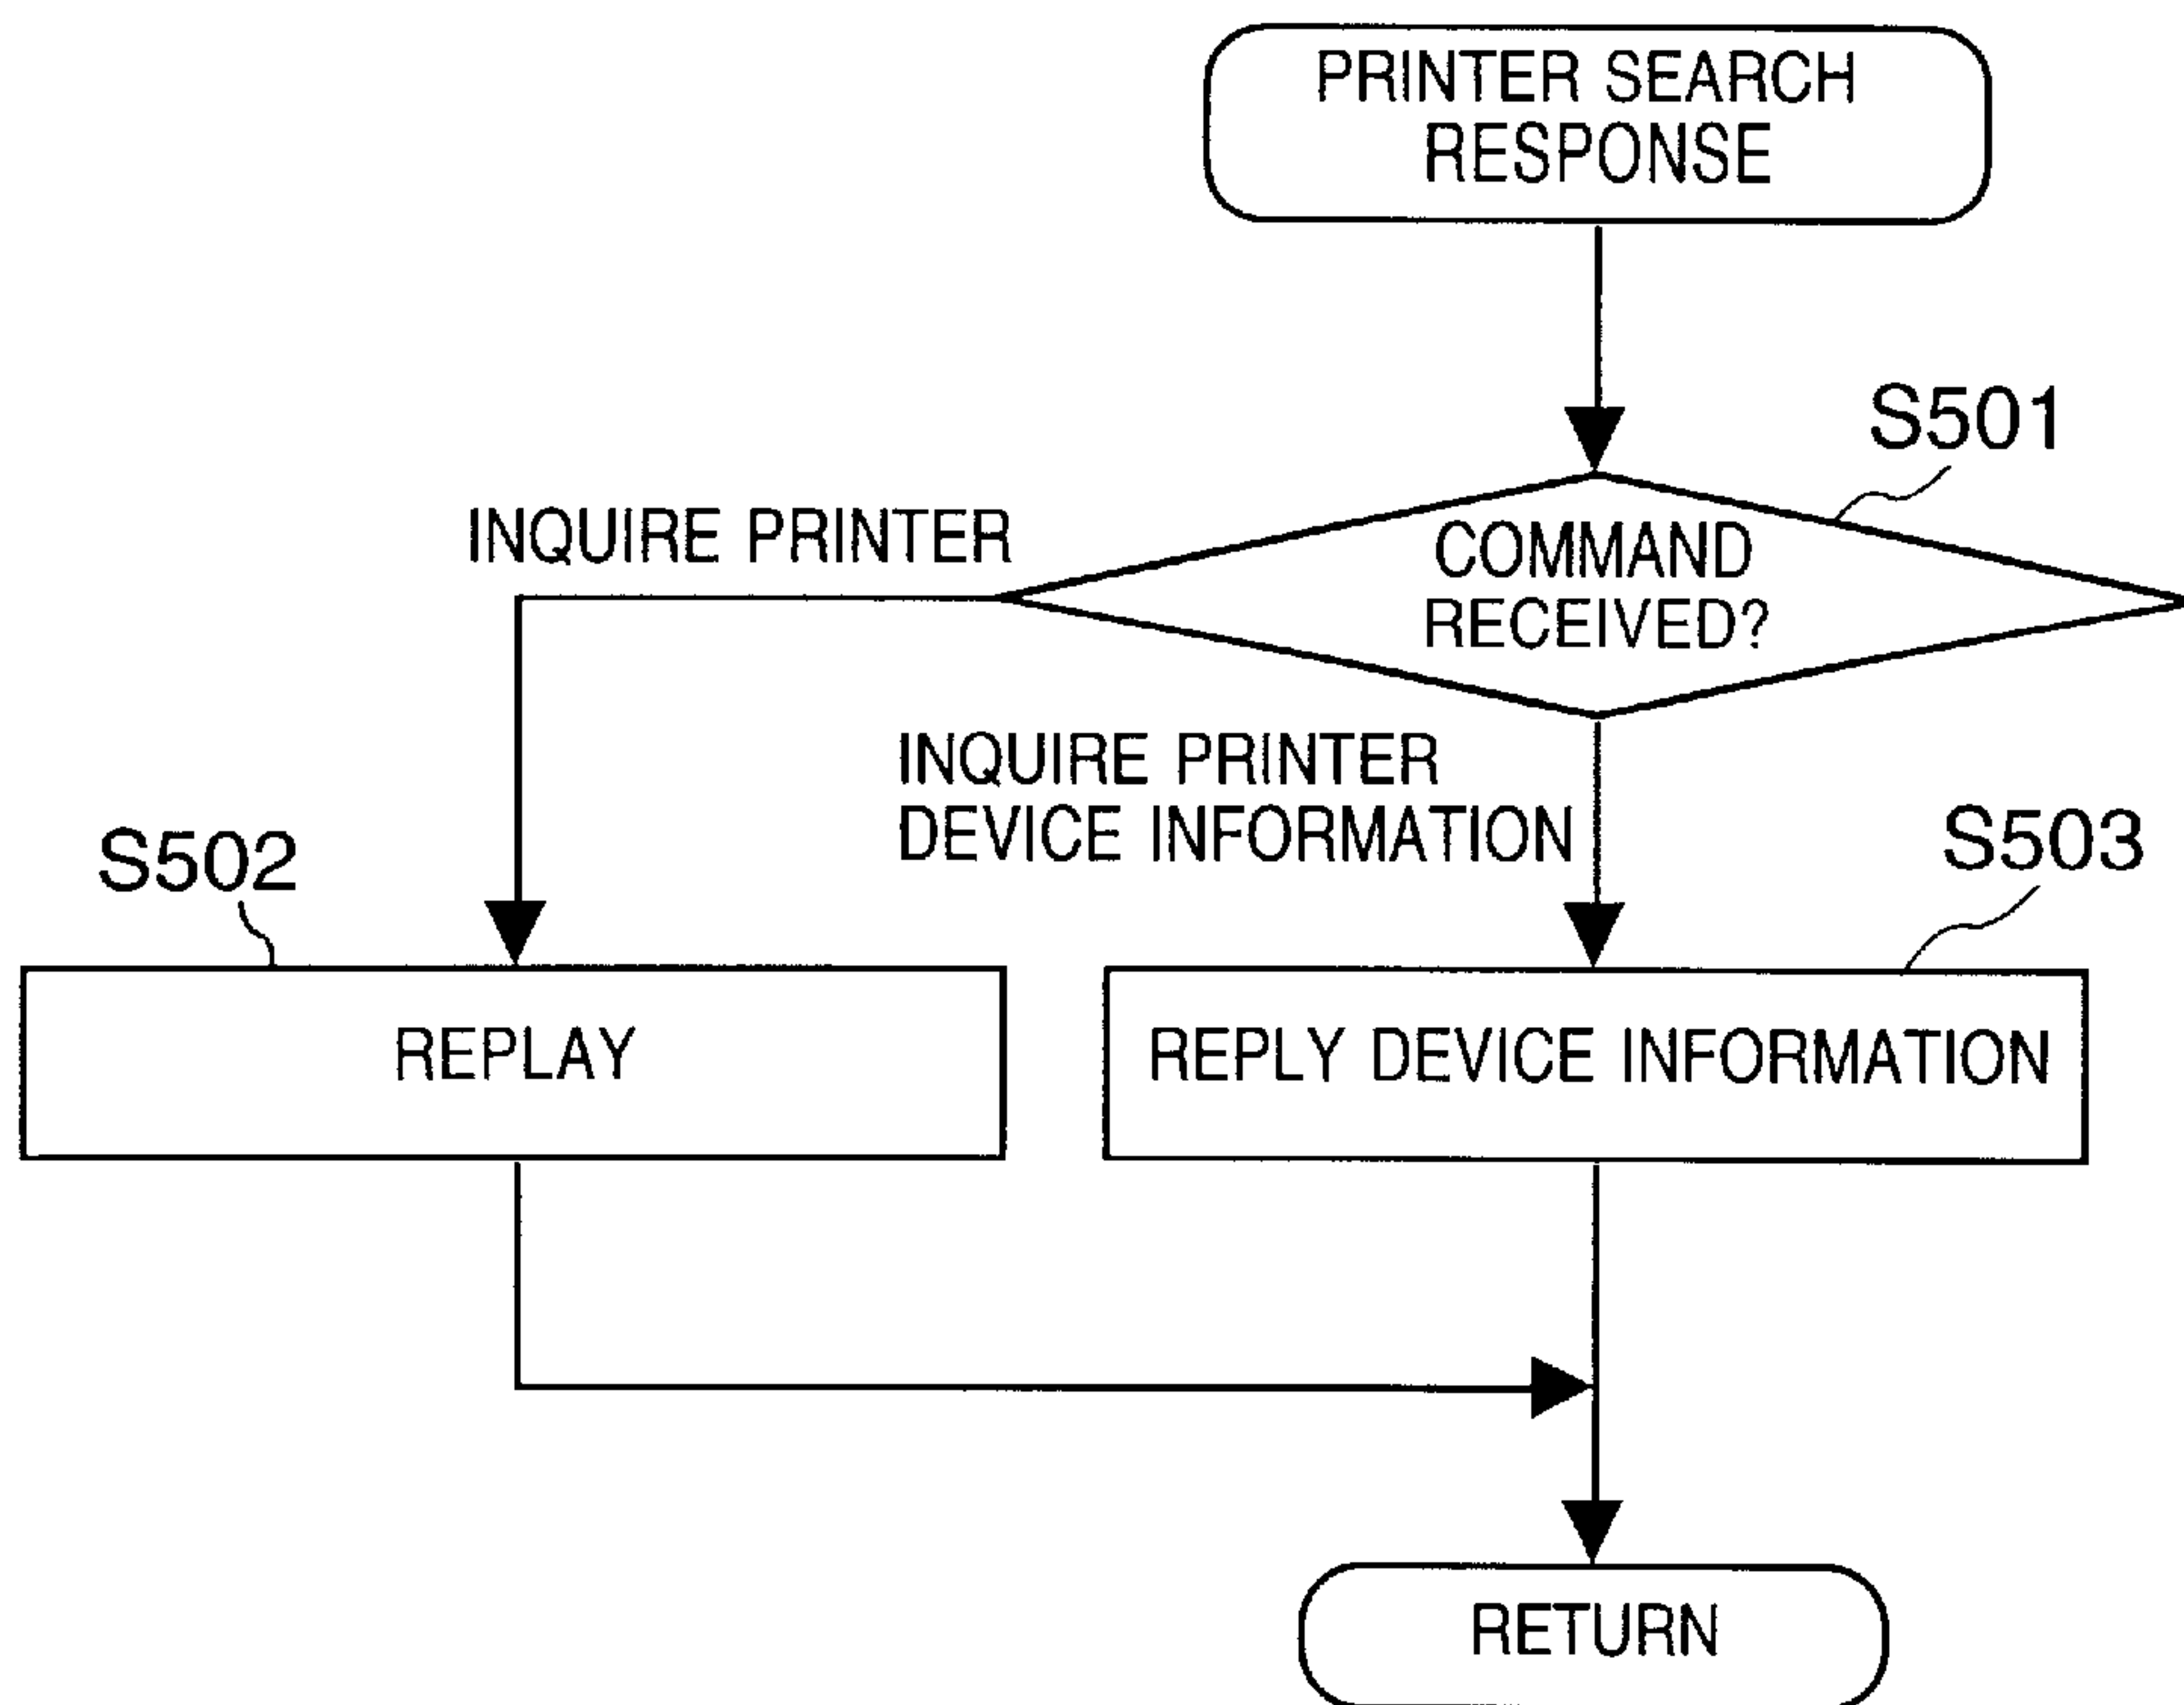 PRINTER SEARCH
RESPONSE
S501
INQUIRE PRINTER
COMMAND
RECEIVED?
INQUIRE PRINTER
DEVICE INFORMATION
S502
S503
REPLAY
REPLY DEVICE INFORMATION
RETURN